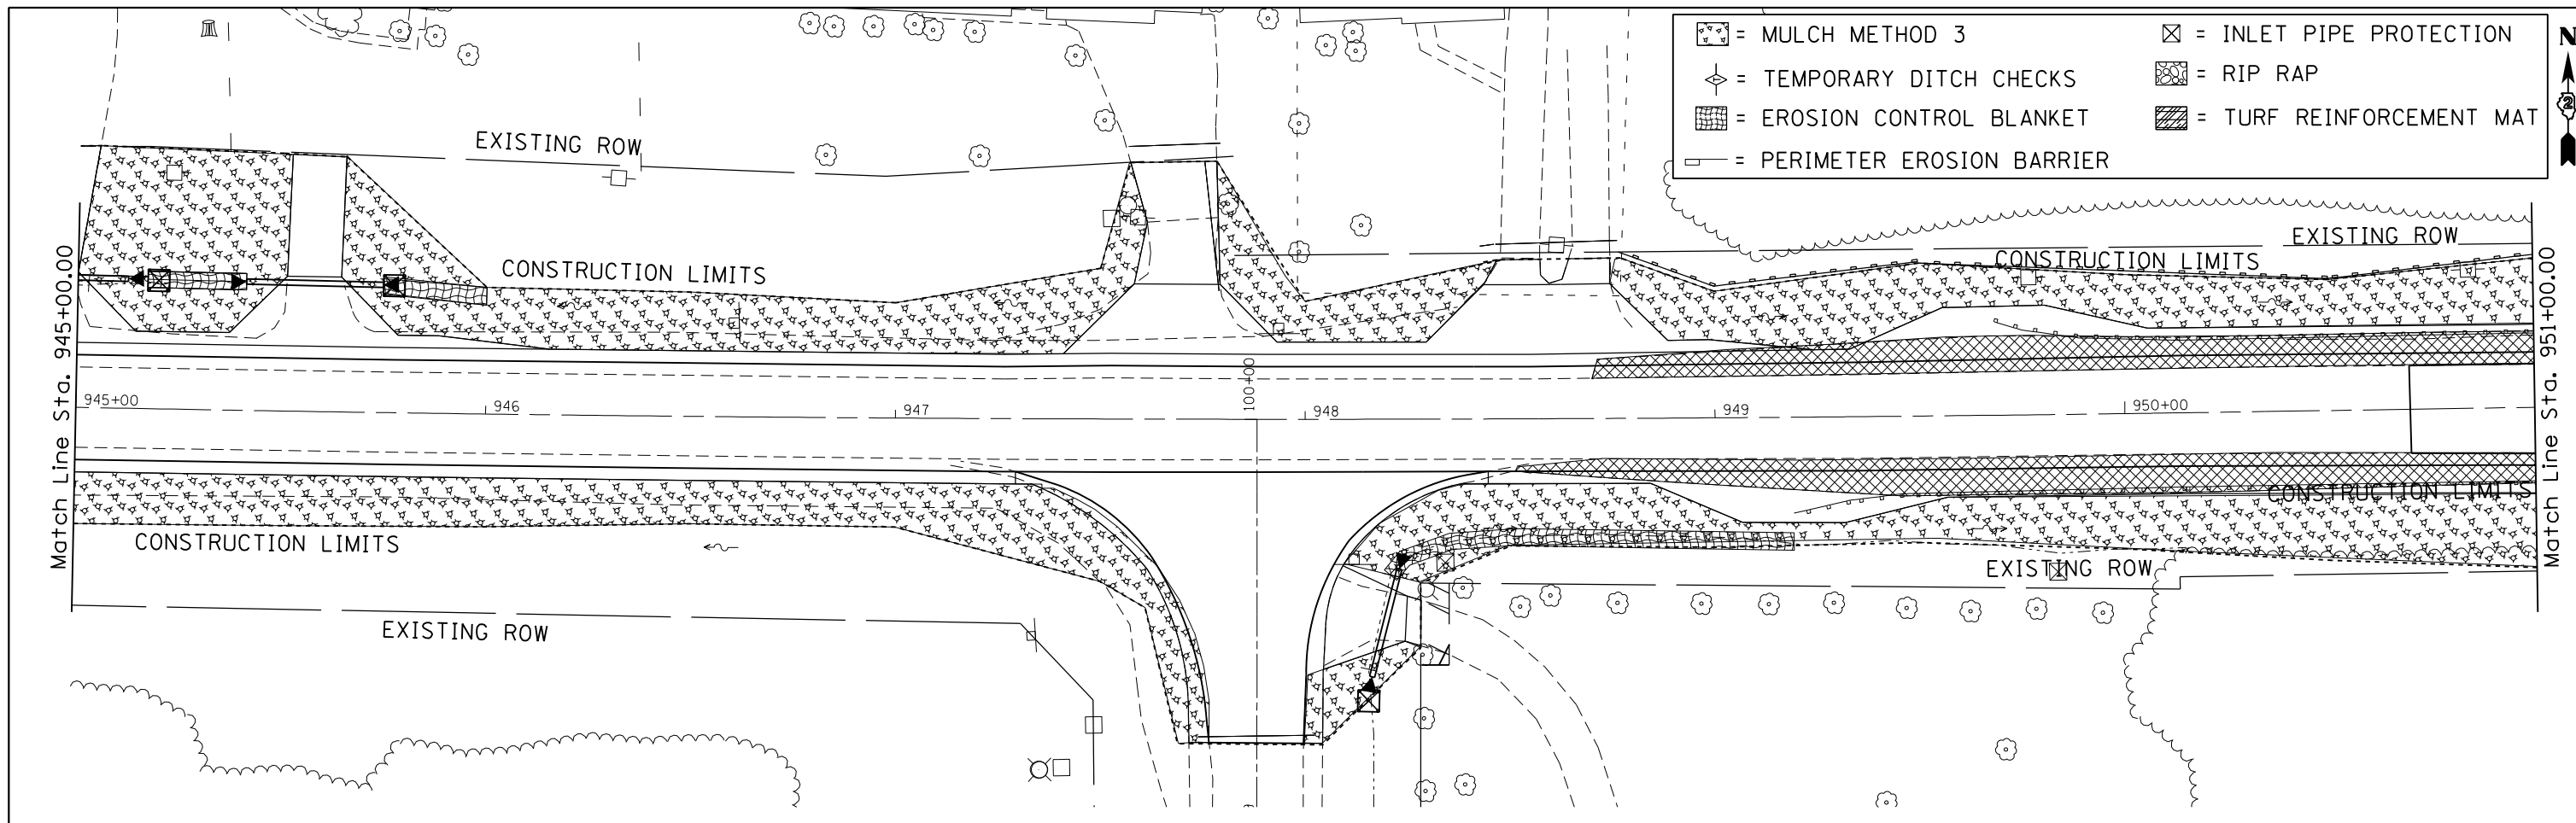 = MULCH METHOD 3
= INLET PIPE PROTECTION
= TEMPORARY DITCH CHECKS
= RIP RAP
= EROSION CONTROL BLANKET
= TURF REINFORCEMENT MAT
= PERIMETER EROSION BARRIER
N
2
EXISTING ROW
EXISTING ROW
CONSTRUCTION LIMITS
CONSTRUCTION LIMITS
Match Line Sta. 945+00.00
Match Line Sta. 951+00.00
945+00
946
947
100+00
948
949
950+00
CONSTRUCTION LIMITS
CONSTRUCTION LIMITS
EXISTING ROW
EXISTING ROW